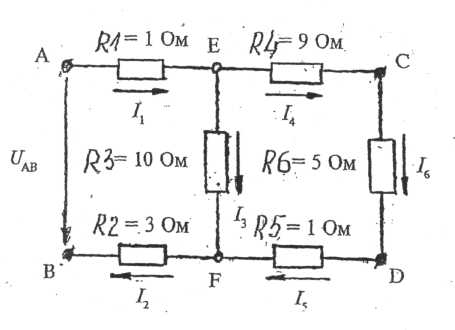 R1= 1 Ом
E
R4= 9 Ом
A
C
I₁
I₄
U_AB
R3= 10 Ом
R6= 5 Ом
I₆
R2= 3 Ом
I₃
R5= 1 Ом
B
F
D
I₂
I₅